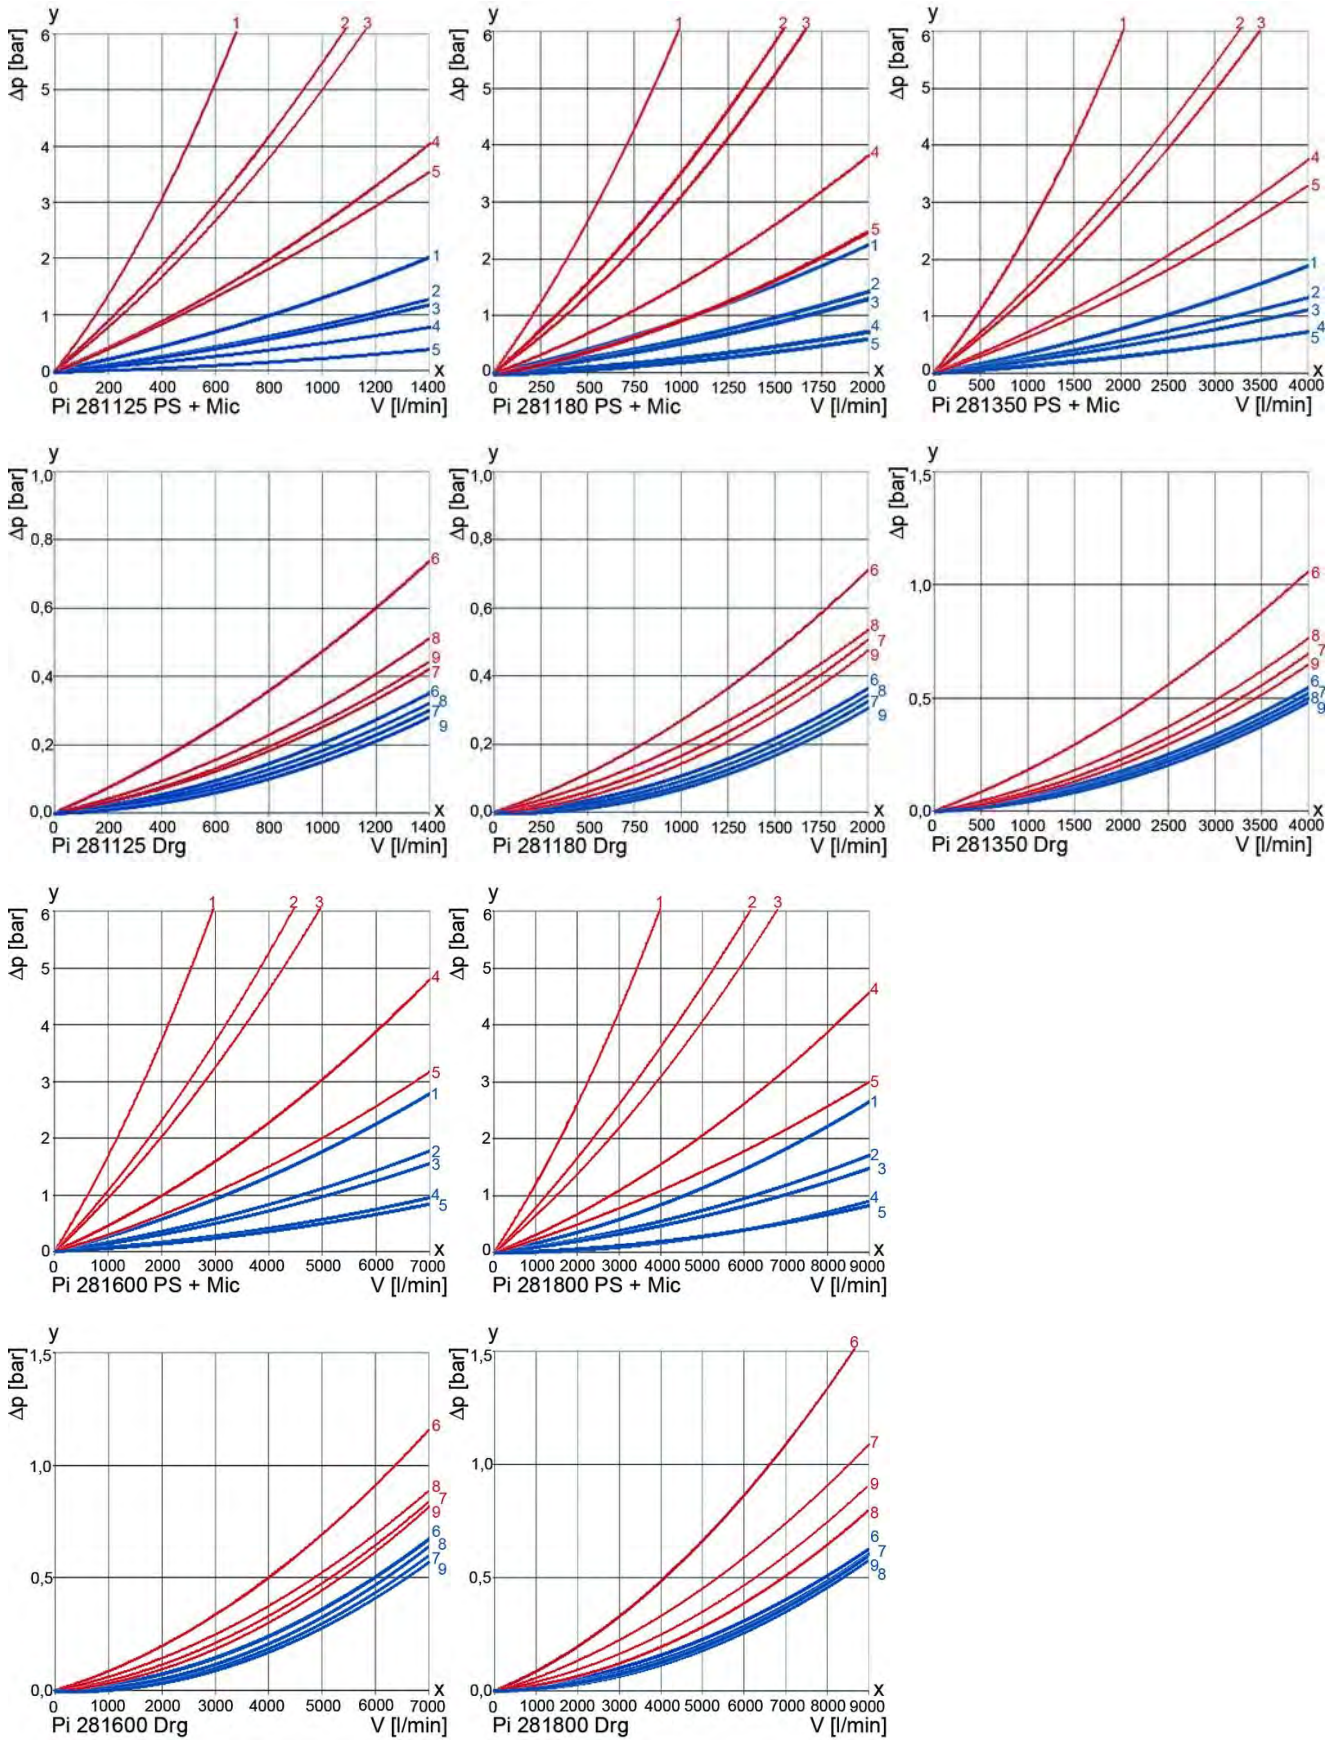 y y y
Δp [bar] Δp [bar] Δp [bar]
1 2 3 1 2 3 1 2 3
6 6 6
5 5 5
4 4 4 4 4 4
5 5
3 3 3
5
1 1 1
2 2 2
2 2 2
3 3 3
1 1 1
4 4 4
5 5 5
0 x 0 x 0 x
0 200 400 600 800 1000 1200 1400 0 250 500 750 1000 1250 1500 1750 2000 0 500 1000 1500 2000 2500 3000 3500 4000
Pi 281125 PS + Mic V [l/min] Pi 281180 PS + Mic V [l/min] Pi 281350 PS + Mic V [l/min]
y y y
Δp [bar] Δp [bar] Δp [bar]
1,0 1,0 1,5
0,8 0,8
6 6 6
0,6 0,6 1,0
8 8 8
9 7 7
7 9 9
0,4 0,4
6 6 6
8 8 7
7 7 8
9 9 9
0,2 0,2 0,5
0,0 x 0,0 x 0,0 x
0 200 400 600 800 1000 1200 1400 0 250 500 750 1000 1250 1500 1750 2000 0 500 1000 1500 2000 2500 3000 3500 4000
Pi 281125 Drg V [l/min] Pi 281180 Drg V [l/min] Pi 281350 Drg V [l/min]
y y
Δp [bar] Δp [bar]
1 2 3 1 2 3
6 6
5 5
4 4
4 4
3 3
5 5
1 1
2 2
2 2
3 3
1 1
4 4
5 5
0 x 0 x
0 1000 2000 3000 4000 5000 6000 7000 0 1000 2000 3000 4000 5000 6000 7000 8000 9000
Pi 281600 PS + Mic V [l/min] Pi 281800 PS + Mic V [l/min]
y y
Δp [bar] Δp [bar]
6
1,5 1,5
6 7
1,0 1,0
8 9
7 8
9
6 6
8 7
7 9
9 8
0,5 0,5
0,0 x 0,0 x
0 1000 2000 3000 4000 5000 6000 7000 0 1000 2000 3000 4000 5000 6000 7000 8000 9000
Pi 281600 Drg V [l/min] Pi 281800 Drg V [l/min]